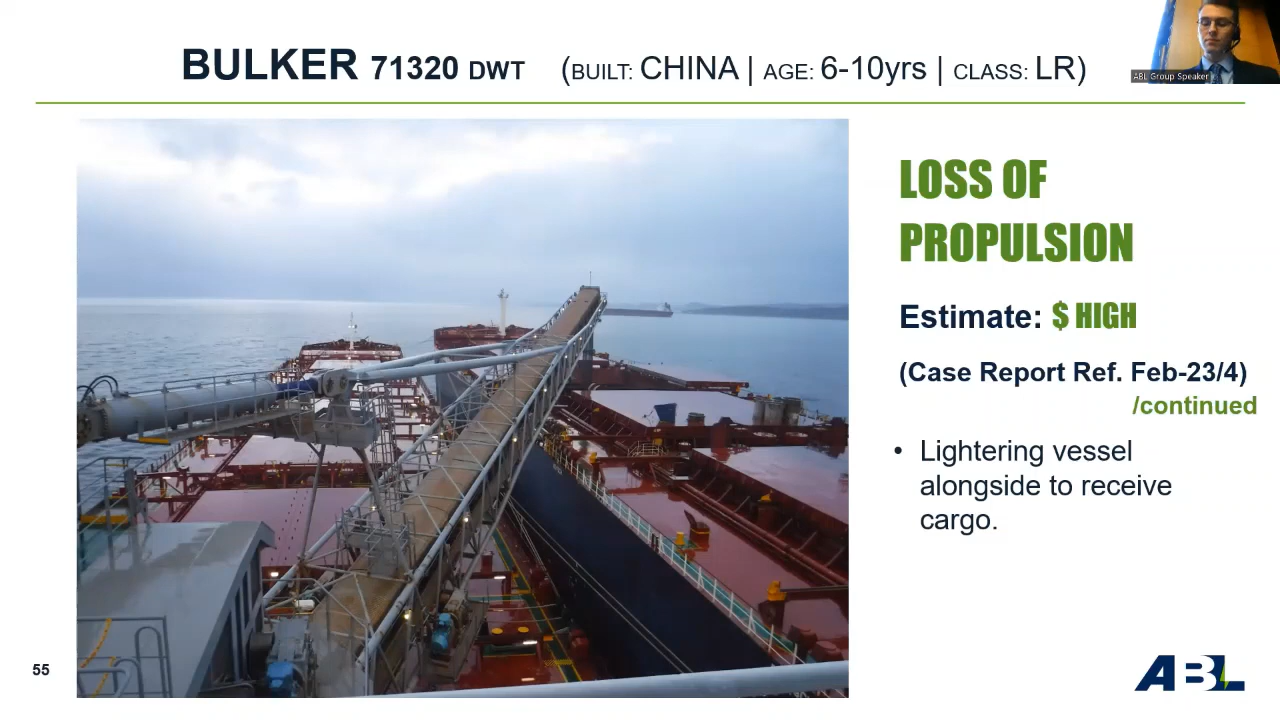 BULKER 71320 DWT (BUILT: CHINA | AGE: 6-10yrs | CLASS: LR)
ABL Group Speaker
LOSS OF
PROPULSION
Estimate: $ HIGH
(Case Report Ref. Feb-23/4)
/continued
• Lightering vessel
alongside to receive
cargo.
55
ABL